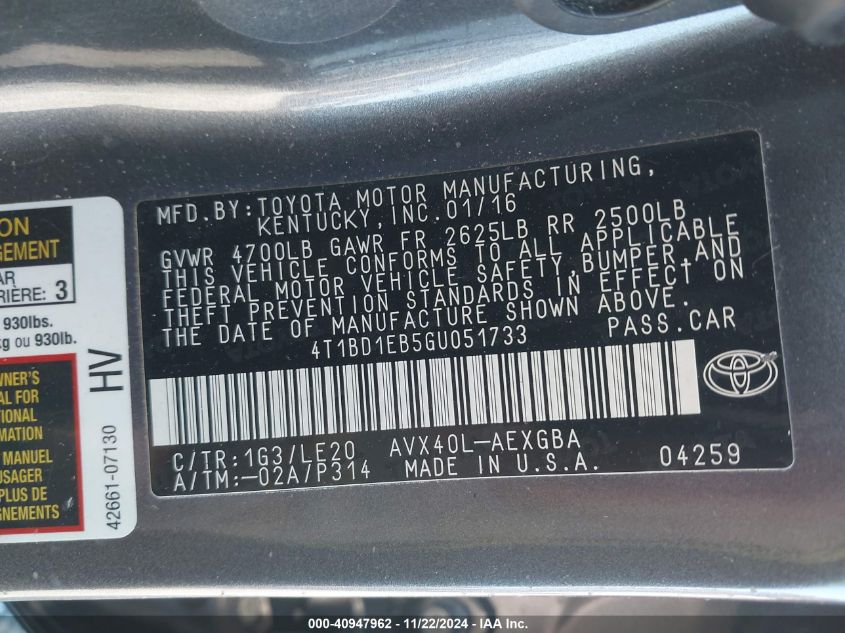 MFD.BY:TOYOTA MOTOR MANUFACTURING,
KENTUCKY,INC.01/16
GVWR 4700LB GAWR FR 2625LB RR 2500LB
THIS VEHICLE CONFORMS TO ALL APPLICABLE
FEDERAL MOTOR VEHICLE SAFETY,BUMPER,AND
THEFT PREVENTION STANDARDS IN EFFECT ON
THE DATE OF MANUFACTURE SHOWN ABOVE.
4T1BD1EB5GU051733 PASS.CAR
C/TR:1G3/LE20 AVX40L-AEXGBA
A/TM:-02A/P314 MADE IN U.S.A. 04259
ION
GEMENT
AR
RIÈRE: 3
930lbs.
kg ou 930lb.
WNER'S
AL FOR
TIONAL
RMATION
MANUEL
USAGER
PLUS DE
GNEMENTS
HV
42661-07130
000-40947962 - 11/22/2024 - IAA Inc.